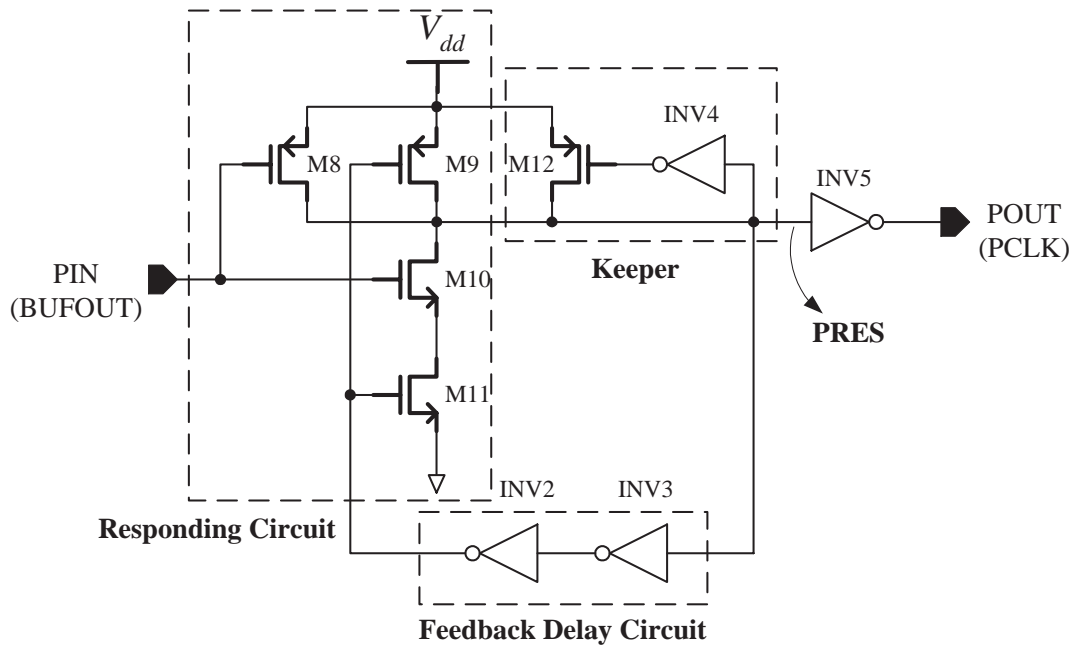 Vdd
INV4
M8
M9
M12
INV5
POUT
(PCLK)
PIN
(BUFOUT)
M10
Keeper
PRES
M11
INV2
INV3
Responding Circuit
Feedback Delay Circuit